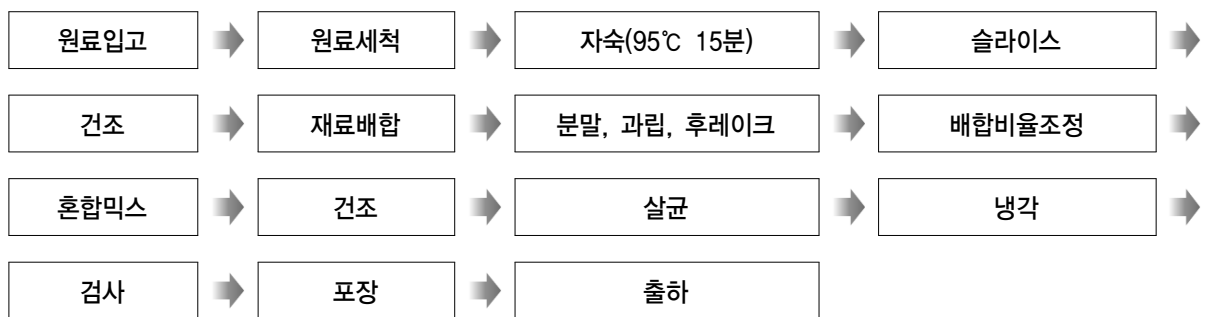 원료입고 원료세척 자숙(95℃ 15분) 슬라이스
건조 재료배합 분말, 과립, 후레이크 배합비율조정
혼합믹스 건조 살균 냉각
검사 포장 출하